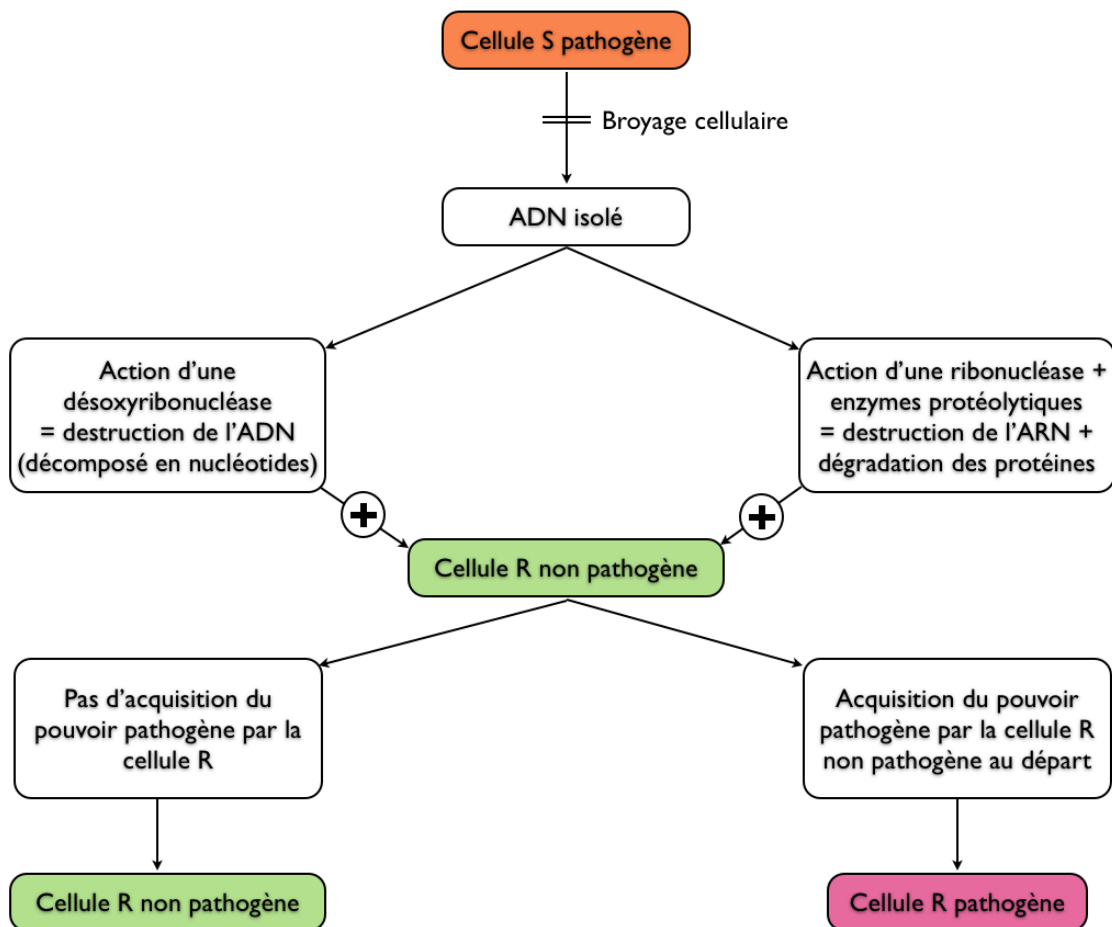 Cellule S pathogène
Broyage cellulaire
ADN isolé
Action d’une
désoxyribonucléase
= destruction de l’ADN
(décomposé en nucléotides)
Action d’une ribonucléase +
enzymes protéolytiques
= destruction de l’ARN +
dégradation des protéines
Cellule R non pathogène
Pas d’acquisition du
pouvoir pathogène par la
cellule R
Acquisition du pouvoir
pathogène par la cellule R
non pathogène au départ
Cellule R non pathogène
Cellule R pathogène